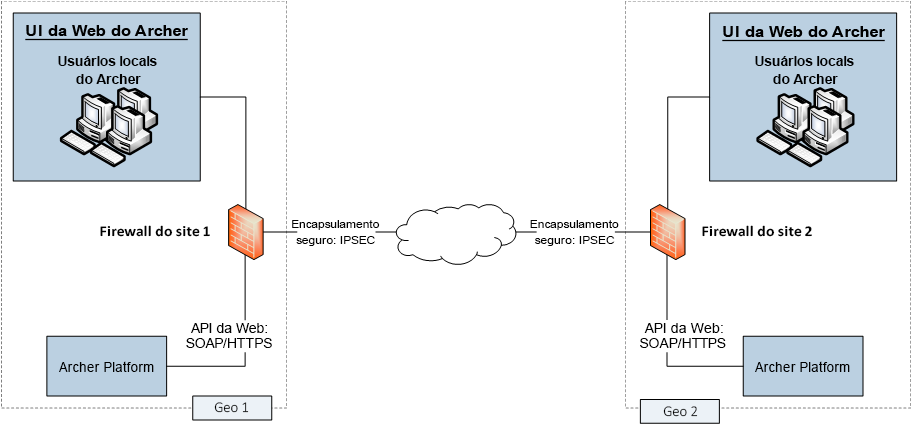 UI da Web do Archer
Usuários locais
do Archer
Firewall do site 1
Encapsulamento
seguro: IPSEC
API da Web:
SOAP/HTTPS
Archer Platform
Geo 1
UI da Web do Archer
Usuários locais
do Archer
Encapsulamento
seguro: IPSEC
Firewall do site 2
API da Web:
SOAP/HTTPS
Archer Platform
Geo 2